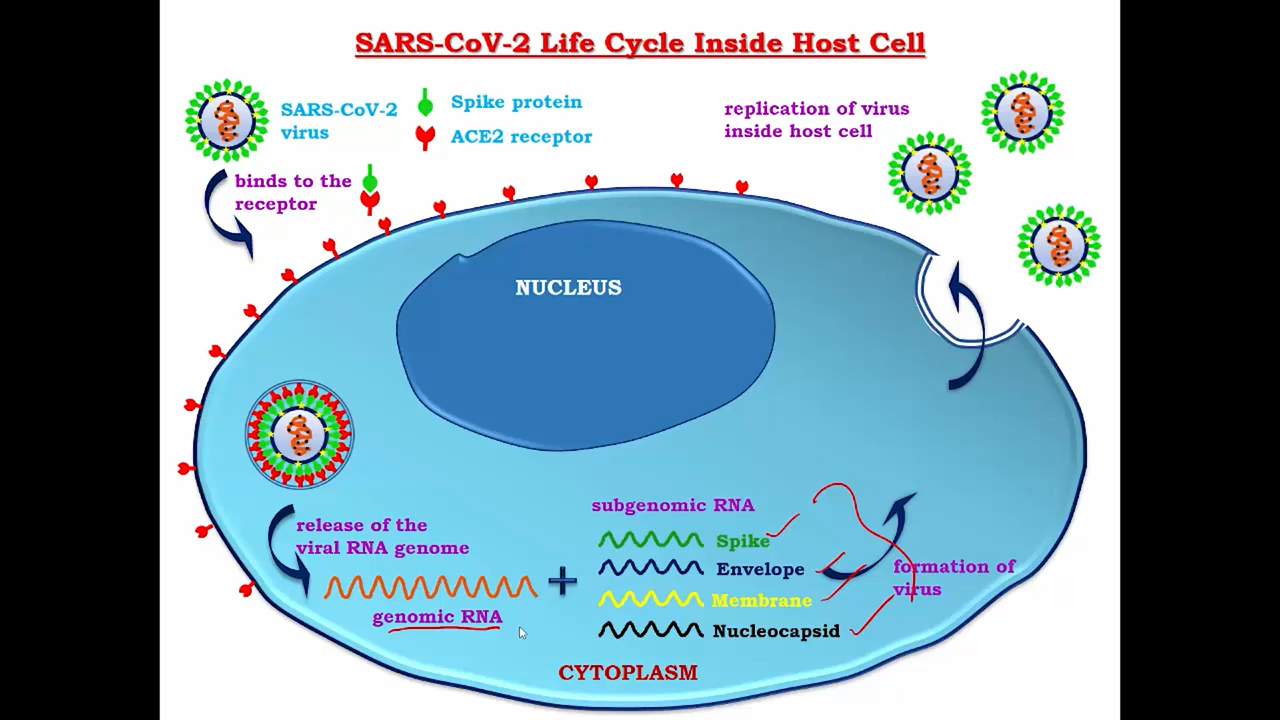 SARS-CoV-2 Life Cycle Inside Host Cell
SARS-CoV-2
virus
Spike protein
ACE2 receptor
replication of virus
inside host cell
binds to the
receptor
NUCLEUS
release of the
viral RNA genome
genomic RNA
subgenomic RNA
Spike
Envelope
Membrane
Nucleocapsid
formation of
virus
CYTOPLASM